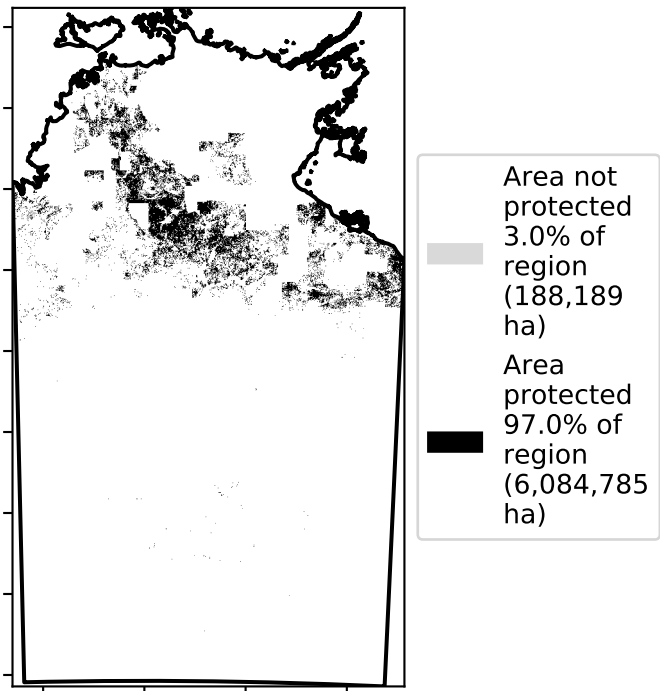 Area not
protected
3.0% of
region
(188,189
ha)
Area
protected
97.0% of
region
(6,084,785
ha)